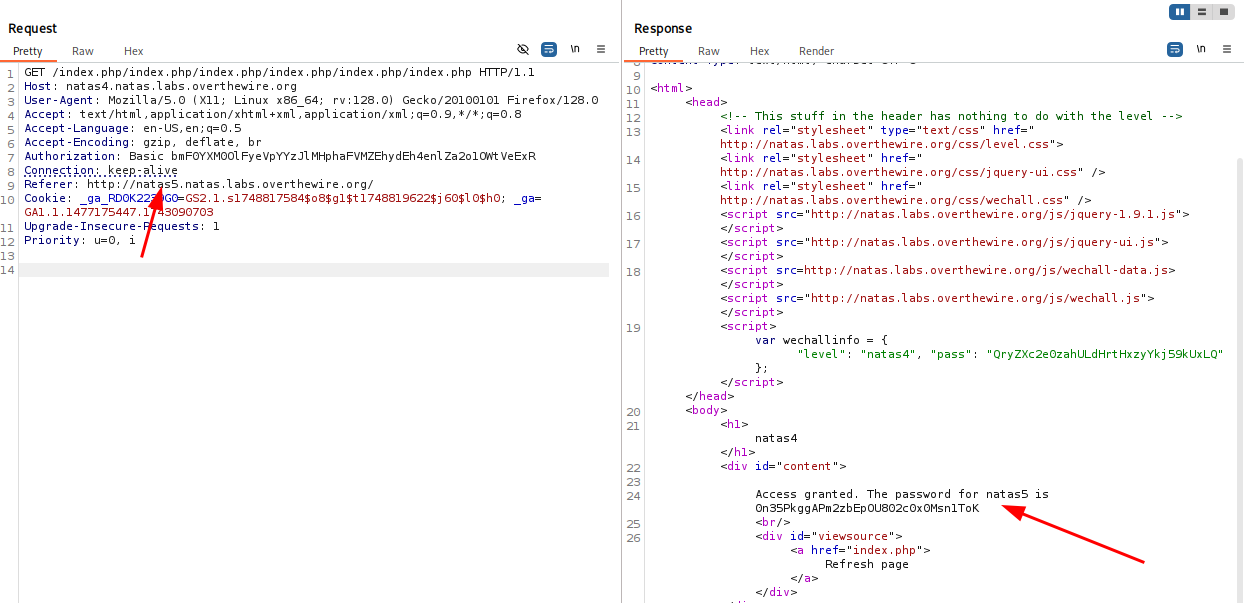 Request
Pretty Raw Hex \n
1 GET /index.php/index.php/index.php/index.php/index.php/index.php HTTP/1.1
2 Host: natas4.natas.labs.overthewire.org
3 User-Agent: Mozilla/5.0 (X11; Linux x86_64; rv:128.0) Gecko/20100101 Firefox/128.0
4 Accept: text/html,application/xhtml+xml,application/xml;q=0.9,*/*;q=0.8
5 Accept-Language: en-US,en;q=0.5
6 Accept-Encoding: gzip, deflate, br
7 Authorization: Basic
8 Connection: keep-alive
9 Referer: http://natas5.natas.labs.overthewire.org/
10 Cookie: =GS2.1.s1748817584$o8$g1$t1748819622$j60$l0$h0; _ga=
GA1.1.1477175447.1743090703
11 Upgrade-Insecure-Requests: 1
12 Priority: u=0, i
13
14
Response
Pretty Raw Hex Render \n
9
10 <html>
11 <head>
12 <!-- This stuff in the header has nothing to do with the level -->
13 <link rel="stylesheet" type="text/css" href="
http://natas.labs.overthewire.org/css/level.css">
14 <link rel="stylesheet" href="
http://natas.labs.overthewire.org/css/jquery-ui.css" />
15 <link rel="stylesheet" href="
http://natas.labs.overthewire.org/css/wechall.css" />
16 <script src="http://natas.labs.overthewire.org/js/jquery-1.9.1.js">
</script>
17 <script src="http://natas.labs.overthewire.org/js/jquery-ui.js">
</script>
18 <script src=http://natas.labs.overthewire.org/js/wechall-data.js>
</script>
<script src="http://natas.labs.overthewire.org/js/wechall.js">
</script>
19 <script>
var wechallinfo = {
"level": "natas4", "pass": "QryZXc2e0zahULdHrtHxzyYkj59kUxLQ"
};
</script>
</head>
20 <body>
21 <h1>
natas4
</h1>
22 <div id="content">
23
24 Access granted. The password for natas5 is
0n35PkggAPm2zbEpOU802c0x0Msn1ToK
25 <br/>
26 <div id="viewsource">
<a href="index.php">
Refresh page
</a>
</div>